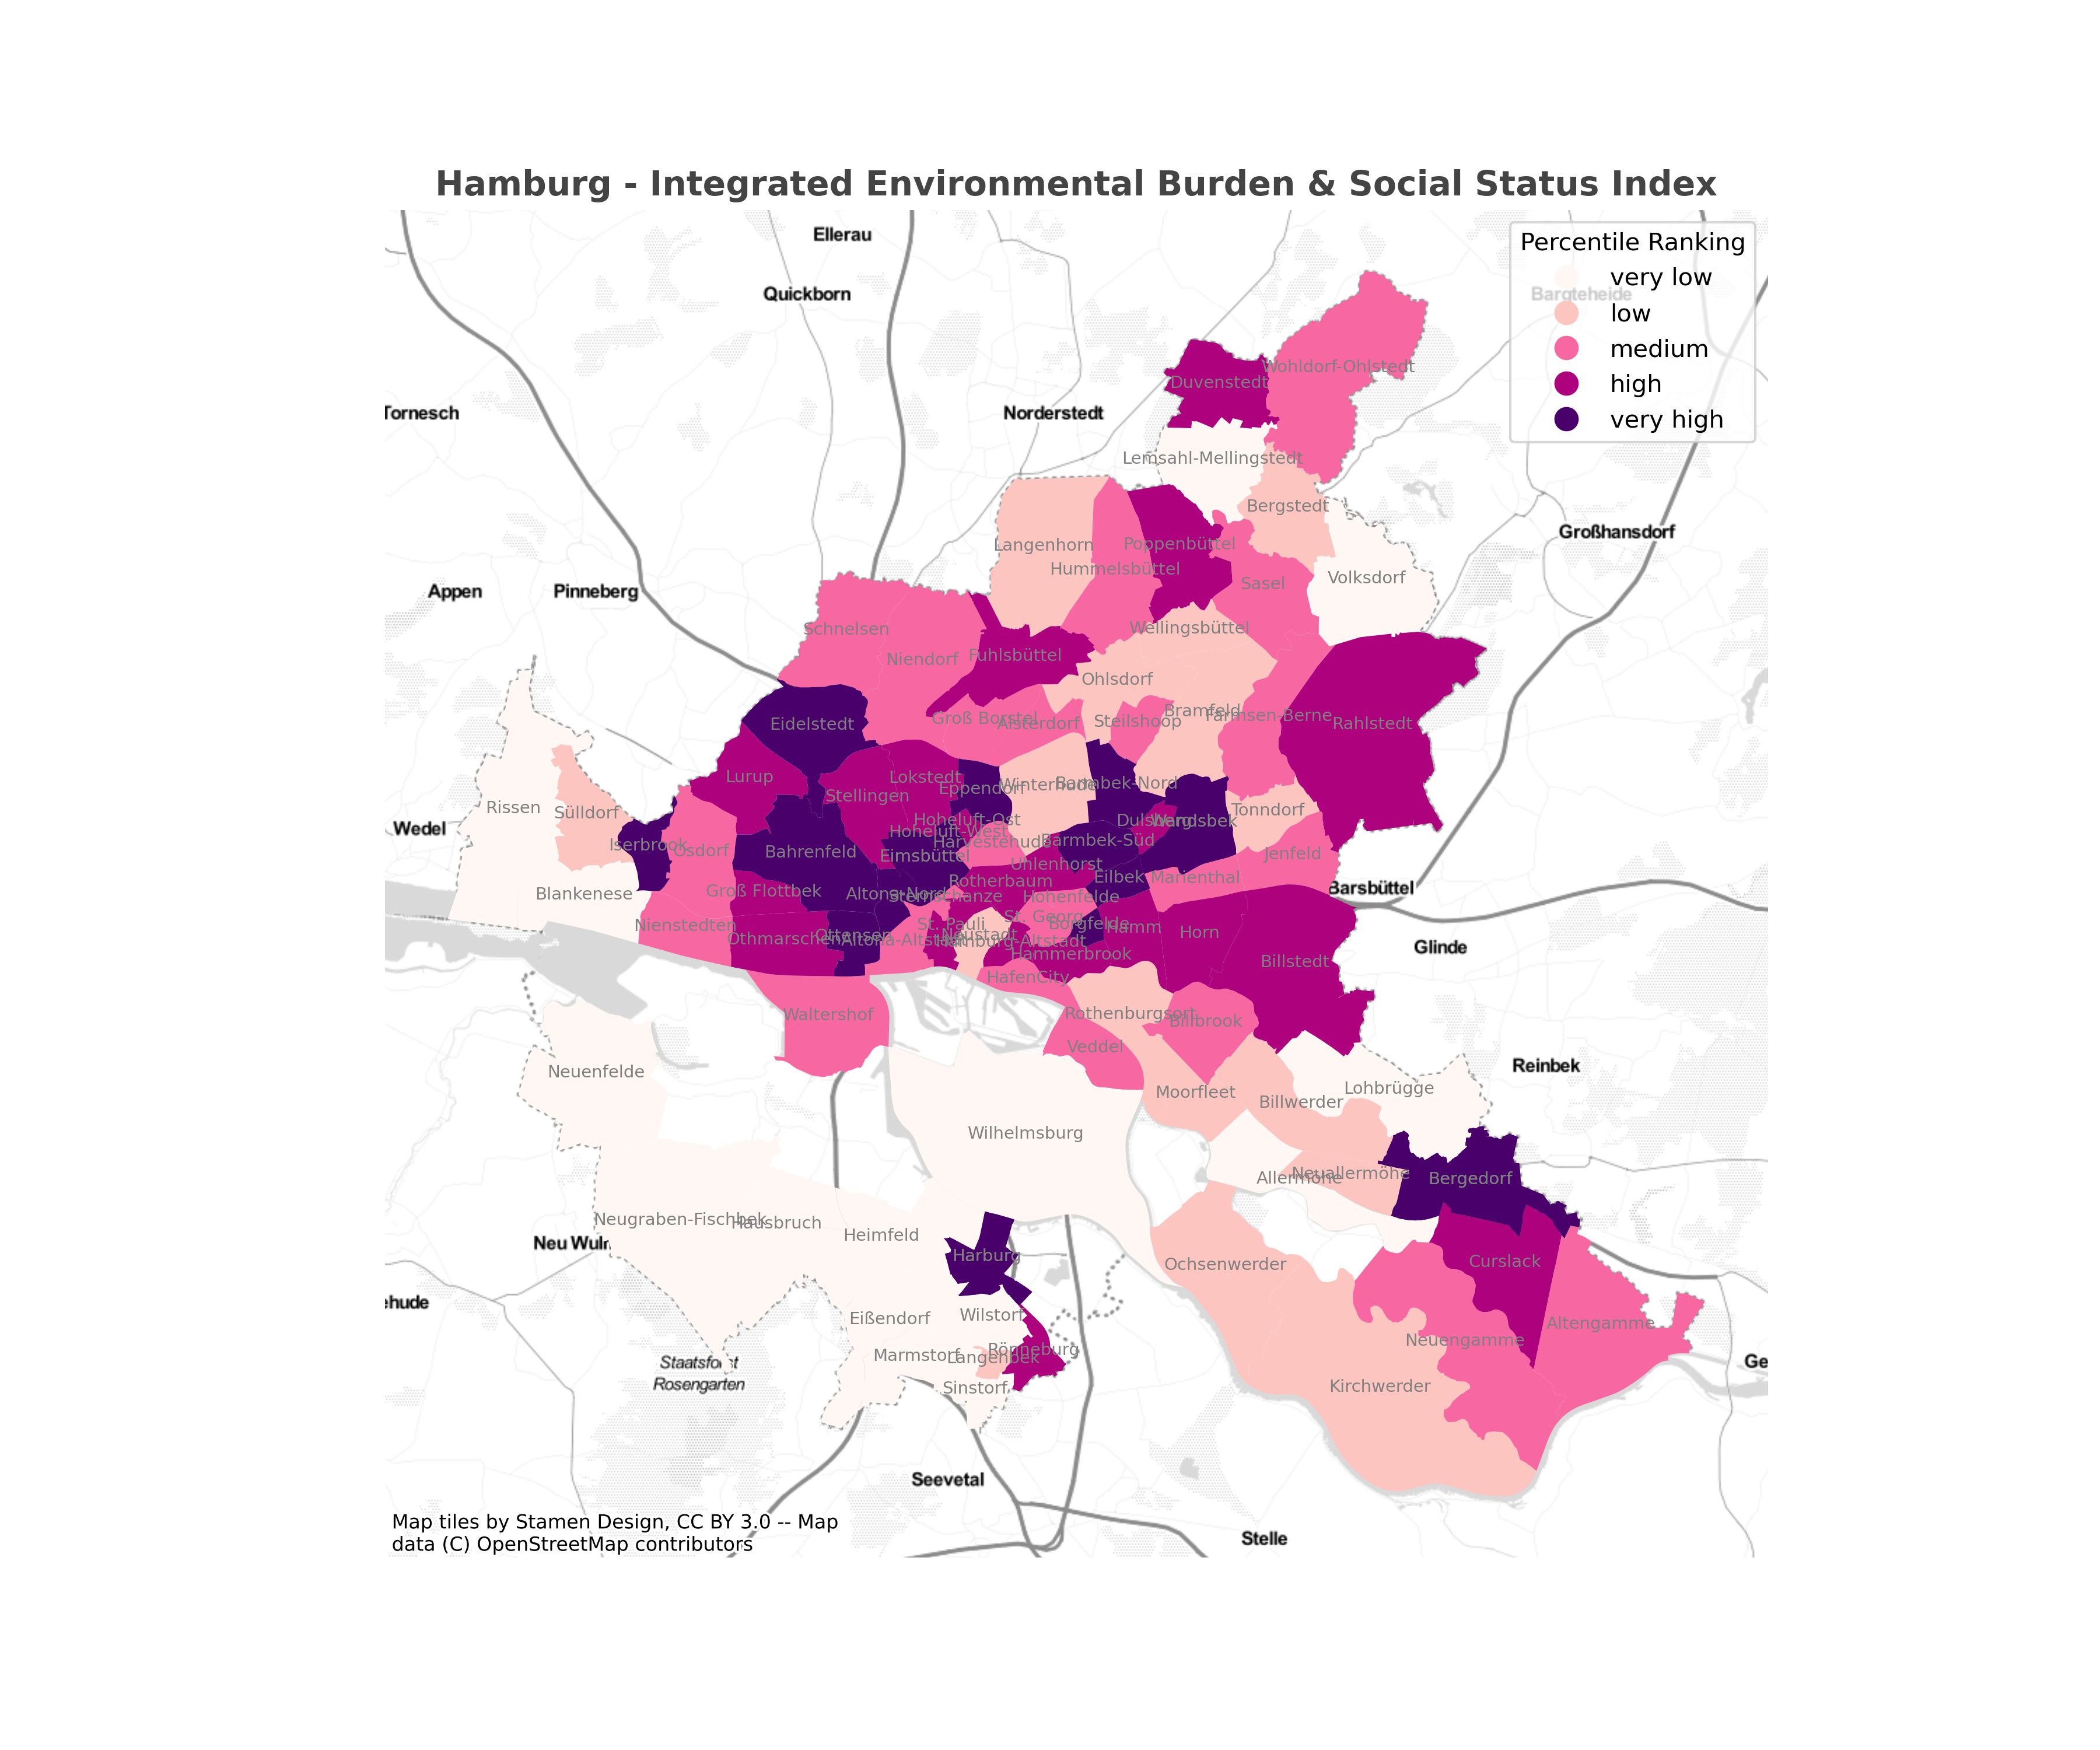 Hamburg - Integrated Environmental Burden & Social Status Index
Ellerau
Percentile Ranking
very low
Quickborn
Bargteheide
low
medium
Wohldorf-Ohlstedt
Duvenstedt
high
Tornesch
Norderstedt
very high
Lemsahl-Mellingstedt
Bergstedt
Großhansdorf
Langenhorn
Poppenbüttel
Hummelsbüttel
Volksdorf
Sasel
Appen
Pinneberg
Schnelsen
Wellingsbüttel
Fuhlsbüttel
Niendorf
Ohlsdorf
Bramfeld
Farmsen-Berne
Groß Borstel
Alsterdorf
Steilshoop
Rahlstedt
Eidelstedt
Lurup
Lokstedt
Barmbek-Nord
Winterhude
Eppendorf
Stellingen
Rissen
Sülldorf
Tonndorf
Hoheluft-Ost
Dulsberg
Wandsbek
Wedel
Hoheluft-West
Harvestehude
Barmbek-Süd
Iserbrook
Osdorf
Bahrenfeld
Eimsbüttel
Jenfeld
Uhlenhorst
Eilbek
Marienthal
Rotherbaum
Barsbüttel
Blankenese
Groß Flottbek
Altona-Nord
Sternschanze
Hohenfelde
St. Georg
Nienstedten
St. Pauli
Borgfelde
Hamm
Horn
Othmarschen
Ottensen
Altona-Altstadt
Neustadt
Hamburg-Altstadt
Glinde
Hammerbrook
Billstedt
HafenCity
Waltershof
Rothenburgsort
Billbrook
Veddel
Neuenfelde
Reinbek
Moorfleet
Lohbrügge
Billwerder
Wilhelmsburg
Neuallermöhe
Allermöhe
Bergedorf
Neugraben-Fischbek
Hausbruch
Heimfeld
Neu Wulm
Harburg
Curslack
Ochsenwerder
ehude
Eißendorf
Wilstorf
Altengamme
Neuengamme
Rönneburg
Marmstorf
Langenbek
Staatsforst
Rosengarten
Ge
Sinstorf
Kirchwerder
Seevetal
Map tiles by Stamen Design, CC BY 3.0 -- Map
data (C) OpenStreetMap contributors
Stelle